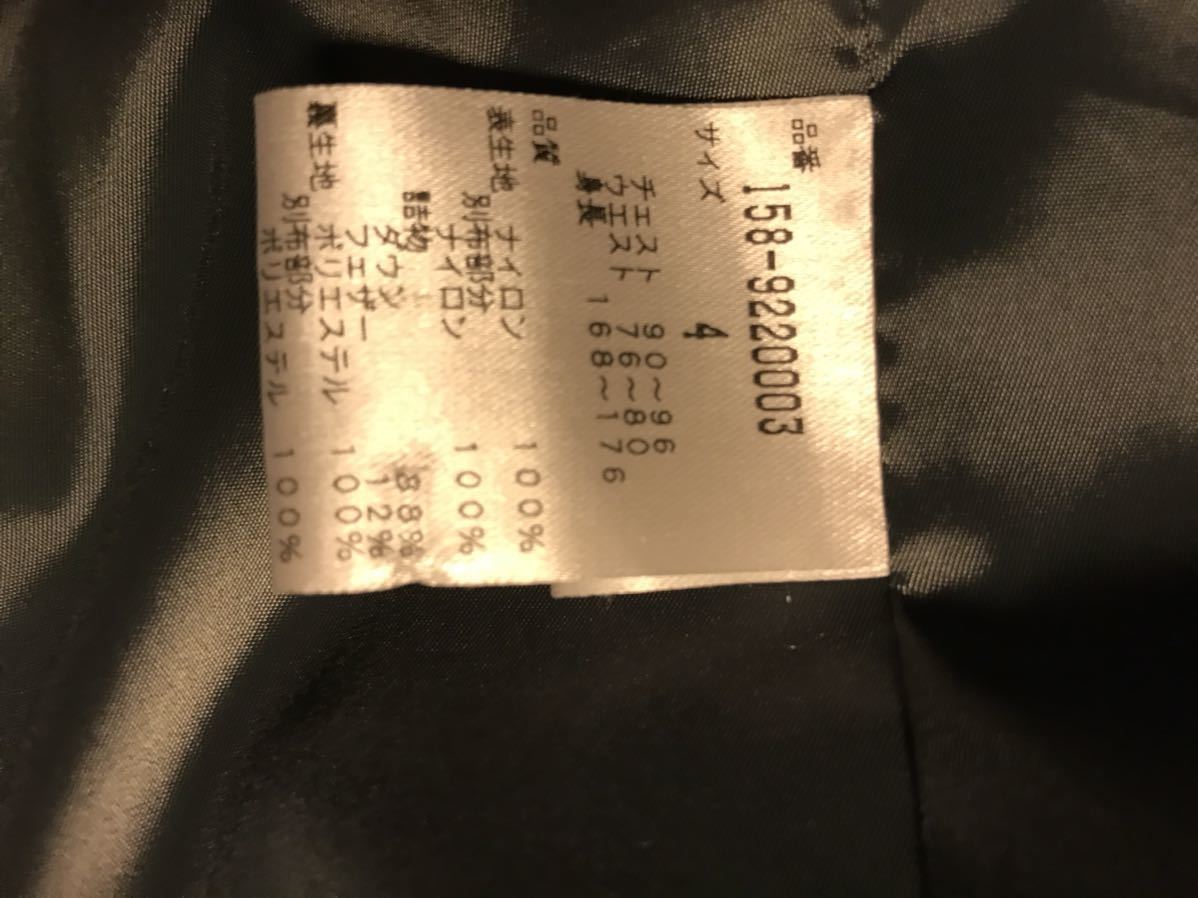 品番
158-9220003
サイズ 4
チェスト 90～96
ウエスト 76～80
身長 168～176
品質
表生地 ナイロン 100%
別布部分
ナイロン 100%
詰物
ダウン 88%
フェザー 12%
裏生地 ポリエステル 100%
別布部分
ポリエステル 100%